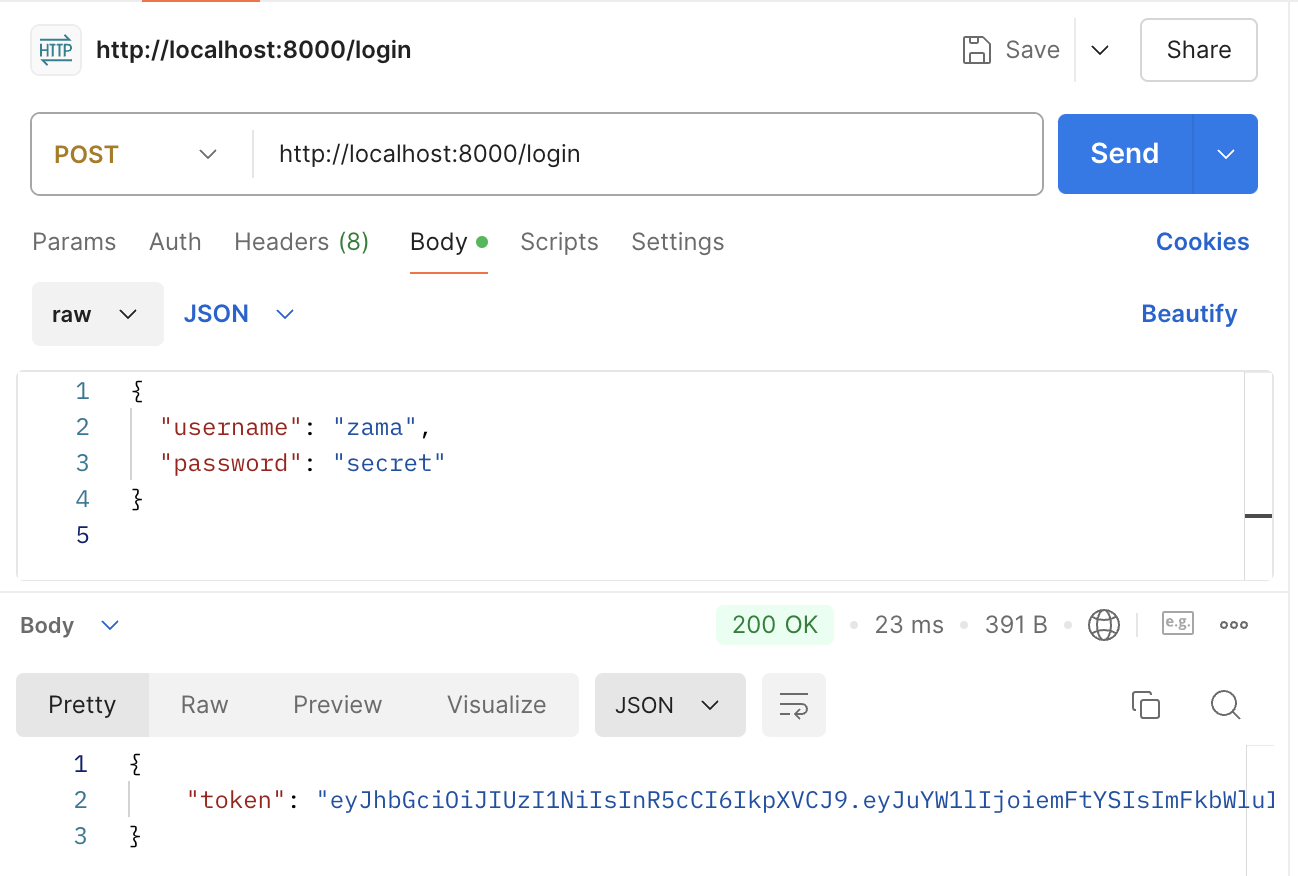 HTTP http://localhost:8000/login Save Share
POST http://localhost:8000/login Send
Params Auth Headers (8) Body Scripts Settings Cookies
raw JSON Beautify
1 {
2 "username": "zama",
3 "password": "secret"
4 }
5
Body 200 OK 23 ms 391 B e.g.
Pretty Raw Preview Visualize JSON
1 {
2 "token": "eyJhbGciOiJIUzI1NiIsInR5cCI6IkpXVCJ9.eyJuYW1lIjoiemFtYSIsImFkbWluI
3 }